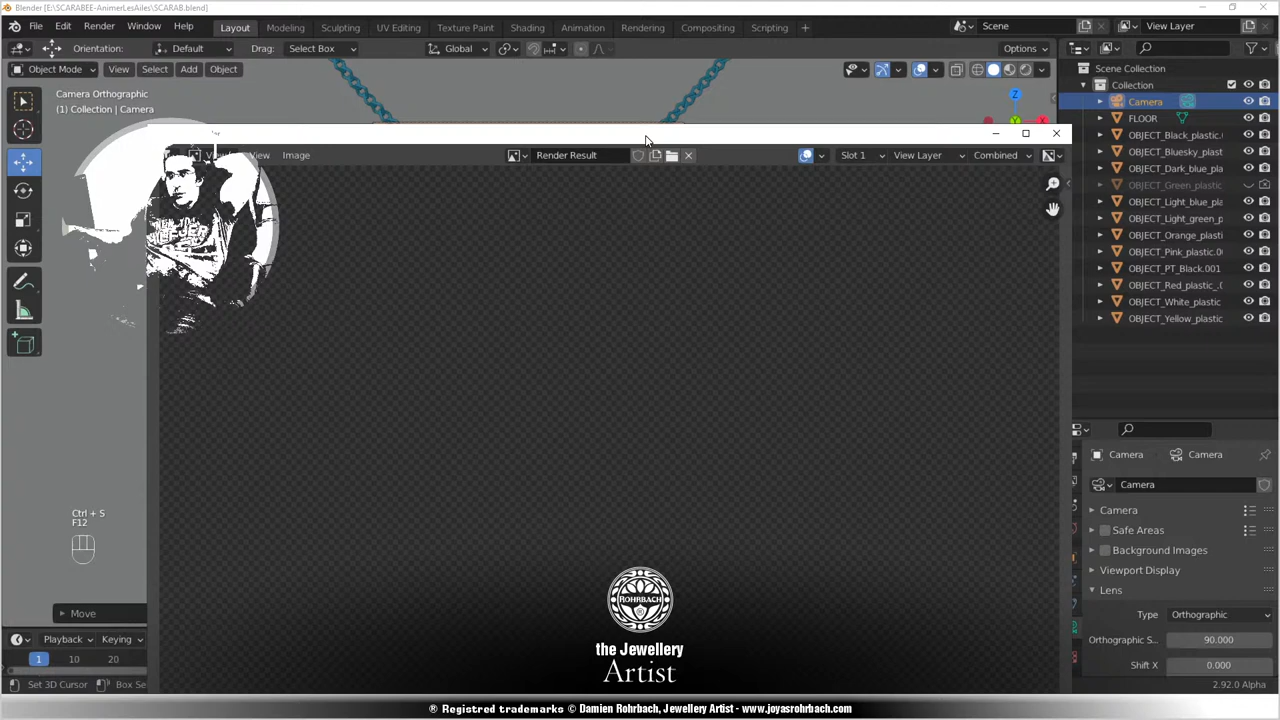 Blender [E:\SCARABEE-AnimerLesAiles\SCARAB.blend]
File Edit Render Window Help Layout Modeling Sculpting UV Editing Texture Paint Shading Animation Rendering Compositing Scripting + Scene View Layer
Orientation: Default Drag: Select Box Global Options
Object Mode View Select Add Object
Scene Collection
Collection
Camera Orthographic
(1) Collection | Camera
Z
Camera
FLOOR
OBJECT_Black_plastic.
OBJECT_Bluesky_plast
OBJECT_Dark_blue_pla
OBJECT_Green_plastic
OBJECT_Light_blue_pla
OBJECT_Light_green_p
OBJECT_Orange_plasti
OBJECT_Pink_plastic.00
OBJECT_PT_Black.001
OBJECT_Red_plastic_.0
OBJECT_White_plastic
OBJECT_Yellow_plastic
View View Image Render Result Slot 1 View Layer Combined
Ctrl + S
F12
Move
Playback Keying
1 10 20
Set 3D Cursor Box Se
Camera Camera
Camera
Camera
Safe Areas
Background Images
Viewport Display
Lens
Type Orthographic
Orthographic S... 90.000
Shift X 0.000
2.92.0 Alpha
ROHRBACH
the Jewellery
Artist
® Registered trademarks © Damien Rohrbach, Jewellery Artist - www.joyasrohrbach.com